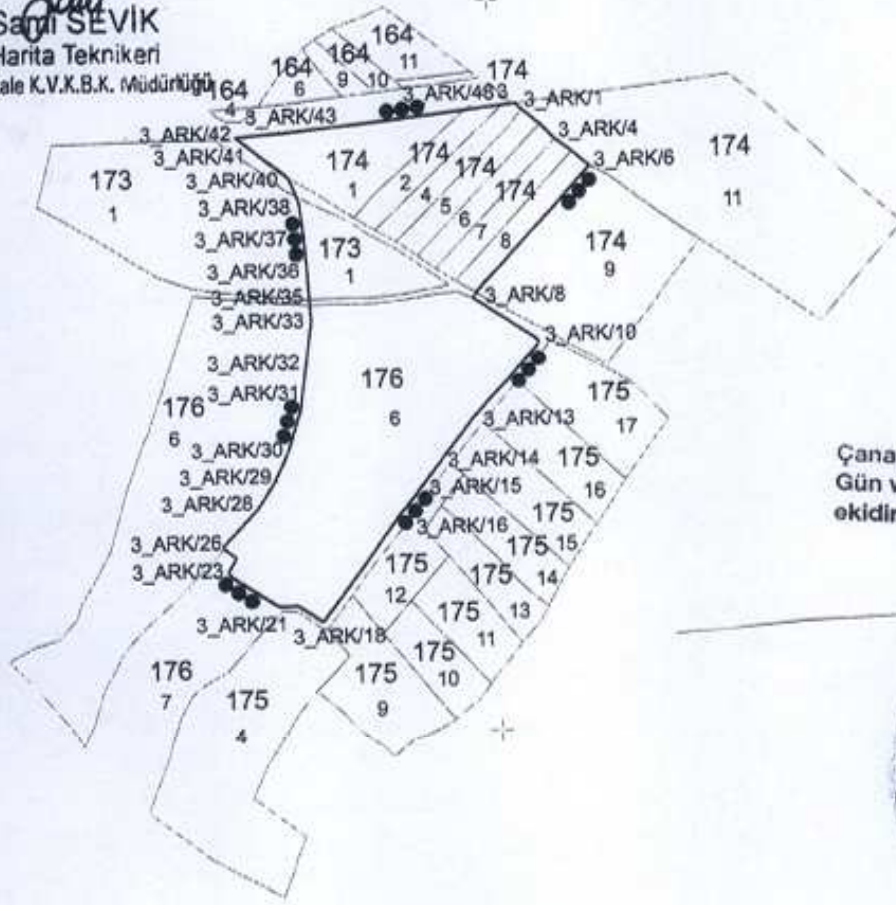 Sami SEVİK
Harita Teknikeri
ale K.V.K.B.K. Müdürlüğü
164
11
164
9
10
164
6
164
4
174
3_ARK/1
3_ARK/43
3_ARK/42
3_ARK/41
3_ARK/40
3_ARK/4
3_ARK/6
174
11
173
1
174
1
174
2
174
4
5
174
6
7
8
3_ARK/38
3_ARK/37
3_ARK/36
3_ARK/35
3_ARK/33
173
1
174
9
3_ARK/8
3_ARK/10
3_ARK/32
3_ARK/31
176
6
176
6
175
17
3_ARK/13
3_ARK/30
3_ARK/29
3_ARK/28
3_ARK/14
3_ARK/15
3_ARK/16
175
16
175
15
175
14
175
13
Çana
Gün v
ekidir
3_ARK/26
3_ARK/23
3_ARK/21
3_ARK/18
175
12
175
11
175
10
175
9
176
7
175
4